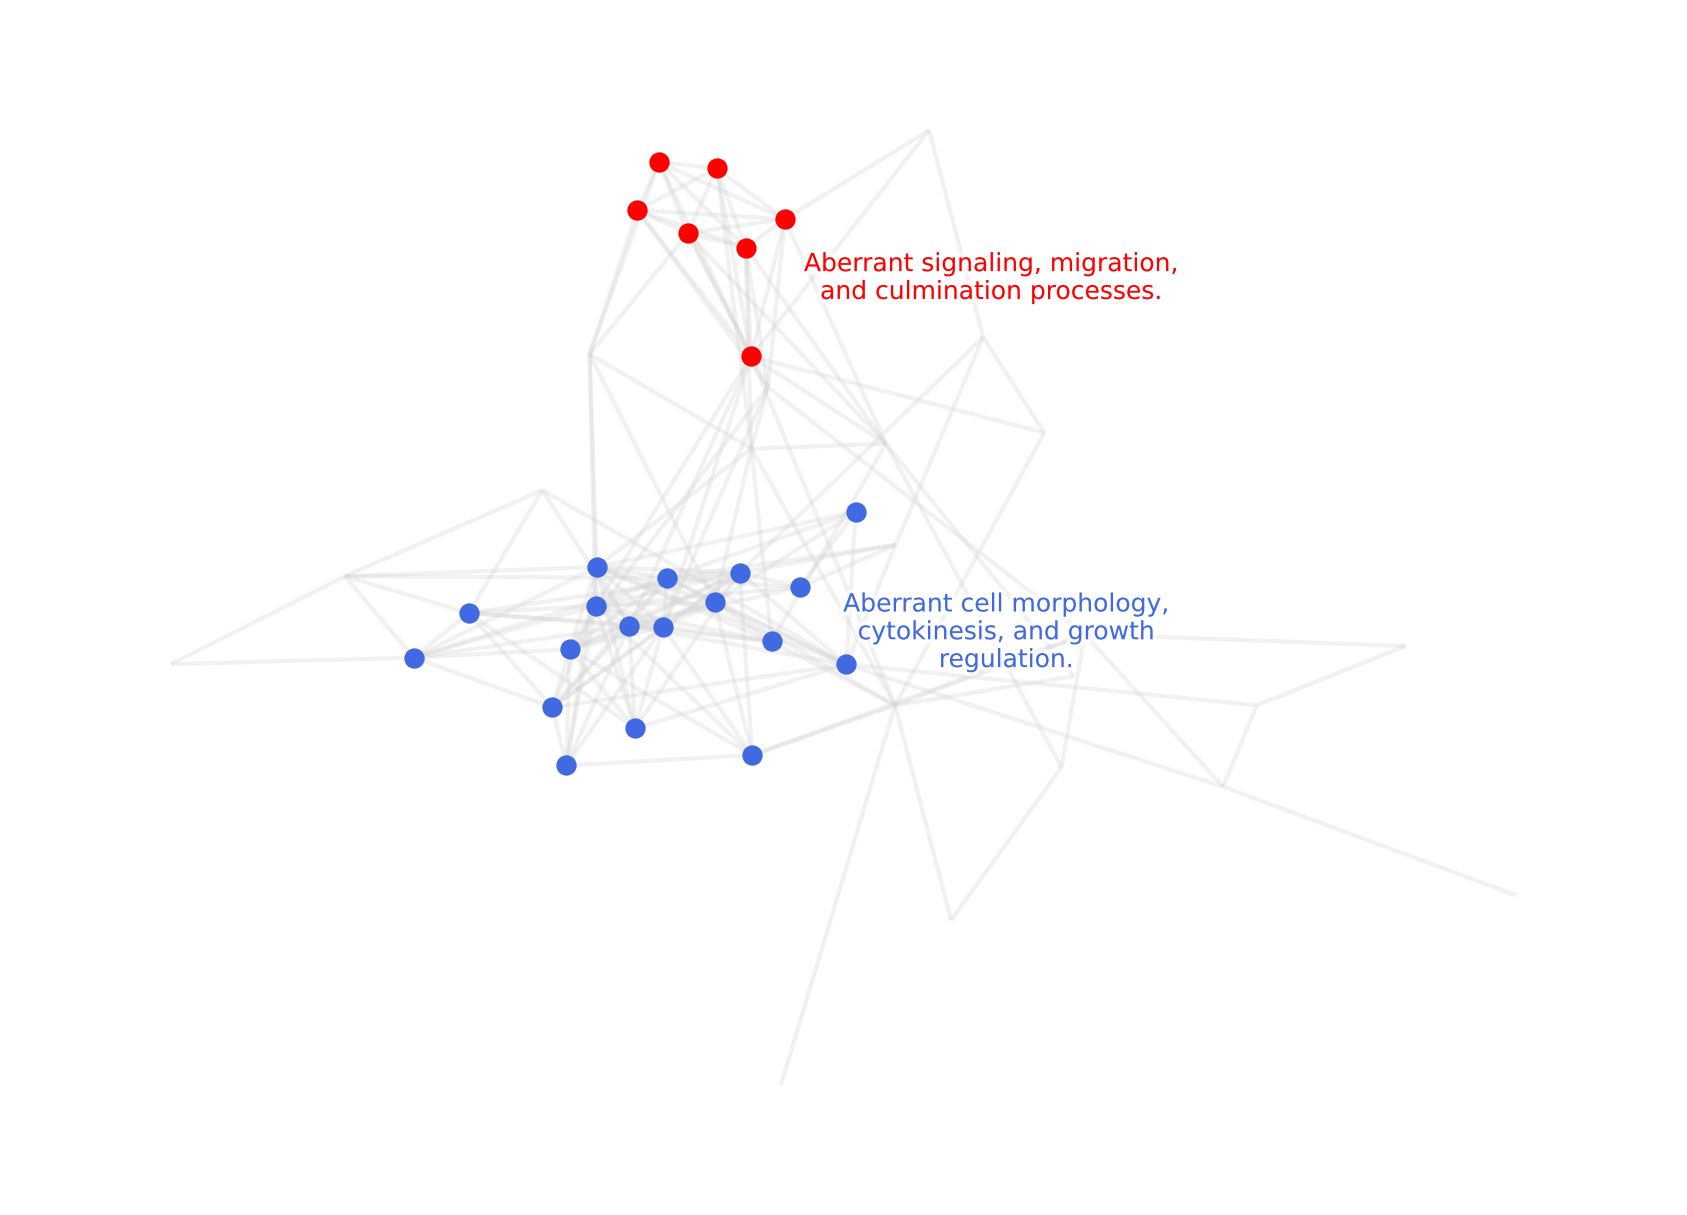 Aberrant signaling, migration,
and culmination processes.
Aberrant cell morphology,
cytokinesis, and growth
regulation.